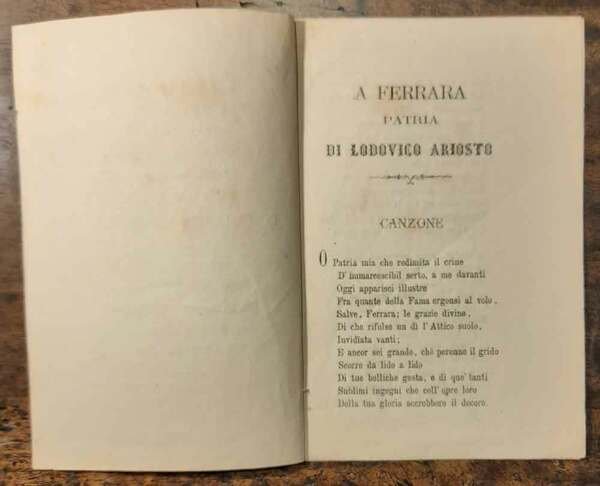 A FERRARA
PATRIA
DI LODOVICO ARIOSTO
CANZONE
O Patria mia che redimita il crine
D' immarcescibil serto, a me davanti
Oggi apparisci illustre
Fra quante della Fama ergonsi al volo,
Salve, Ferrara; le grazie divine,
Di che rifulse un dì l' Attico suolo,
Invidiata vanti;
E ancor sei grande, chè perenne il grido
Scorre da lido a lido
Di tue belliche gesta, e di que' tanti
Sublimi ingegni che coll' opre loro
Della tua gloria accrebbero il decoro.